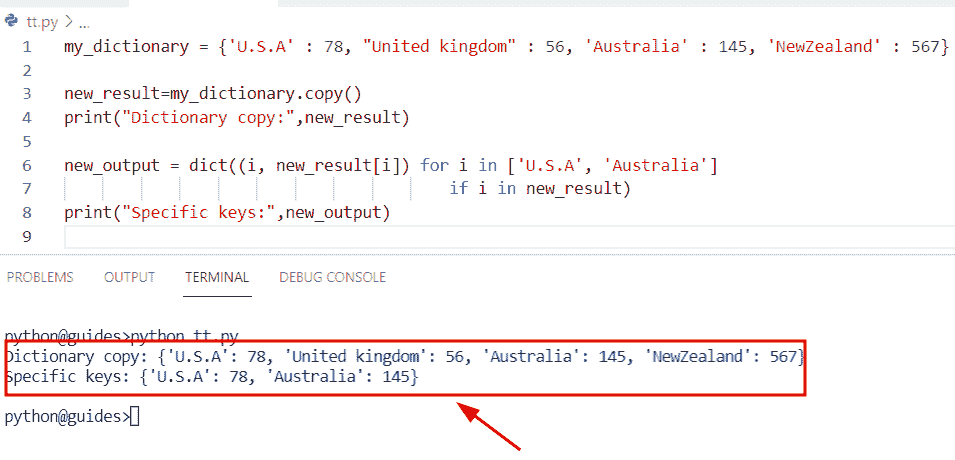 tt.py > ...
1 my_dictionary = {'U.S.A' : 78, "United kingdom" : 56, 'Australia' : 145, 'NewZealand' : 567}
2
3 new_result=my_dictionary.copy()
4 print("Dictionary copy:",new_result)
5
6 new_output = dict((i, new_result[i]) for i in ['U.S.A', 'Australia']
7 if i in new_result)
8 print("Specific keys:",new_output)
9
PROBLEMS OUTPUT TERMINAL DEBUG CONSOLE
python@guides>python tt.py
Dictionary copy: {'U.S.A': 78, 'United kingdom': 56, 'Australia': 145, 'NewZealand': 567}
Specific keys: {'U.S.A': 78, 'Australia': 145}
python@guides>